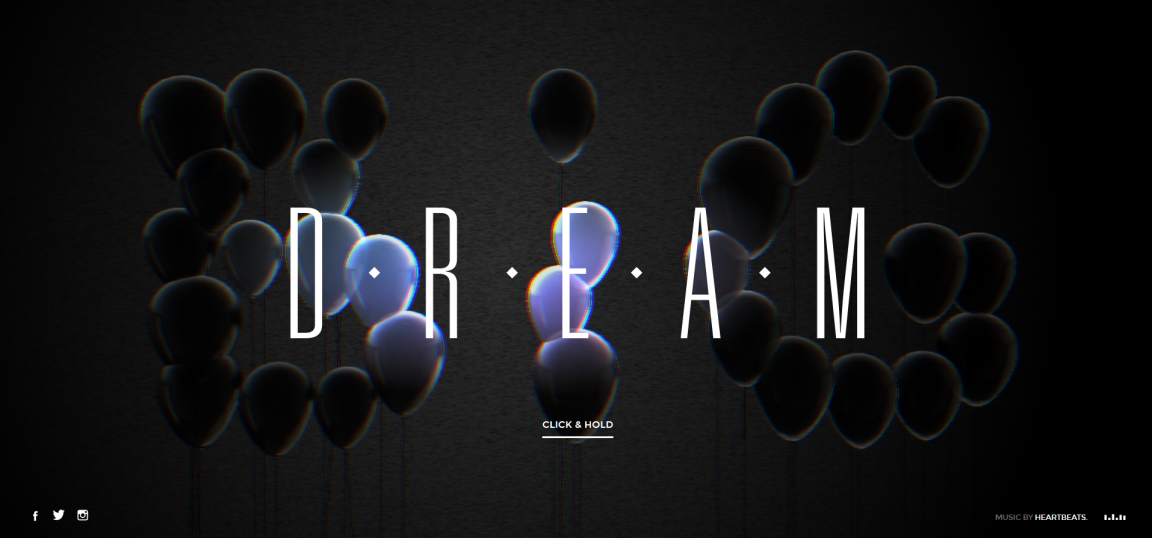 D R E A M
CLICK & HOLD
MUSIC BY HEARTBEATS.